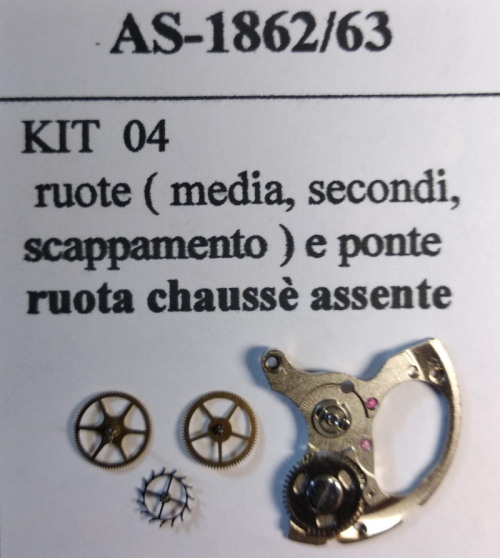 AS-1862/63
KIT 04
ruote ( media, secondi,
scappamento ) e ponte
ruota chaussè assente